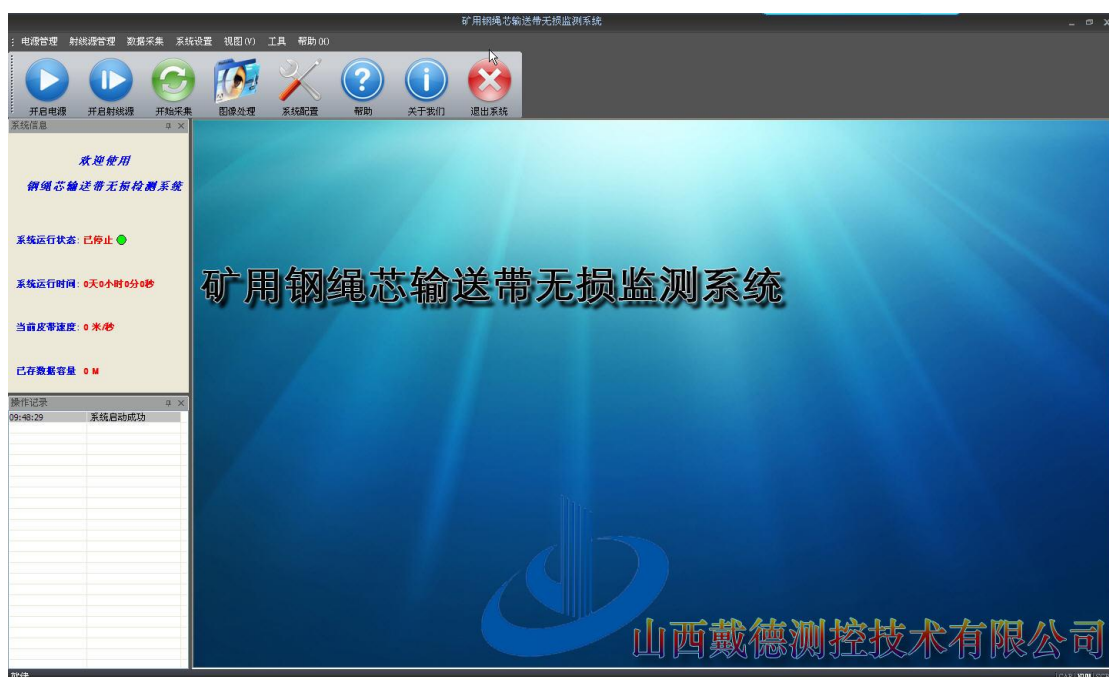 矿用钢绳芯输送带无损监测系统
电源管理 射线源管理 数据采集 系统设置 视图(V) 工具 帮助(H)
开启电源 开启射线源 开始采集 图像处理 系统配置 帮助 关于我们 退出系统
系统信息
欢迎使用
钢绳芯输送带无损检测系统
系统运行状态: 已停止
系统运行时间: 0天0小时0分0秒
当前皮带速度: 0 米/秒
已存数据容量 0 M
操作记录
09:48:29 系统启动成功
矿用钢绳芯输送带无损监测系统
山西戴德测控技术有限公司